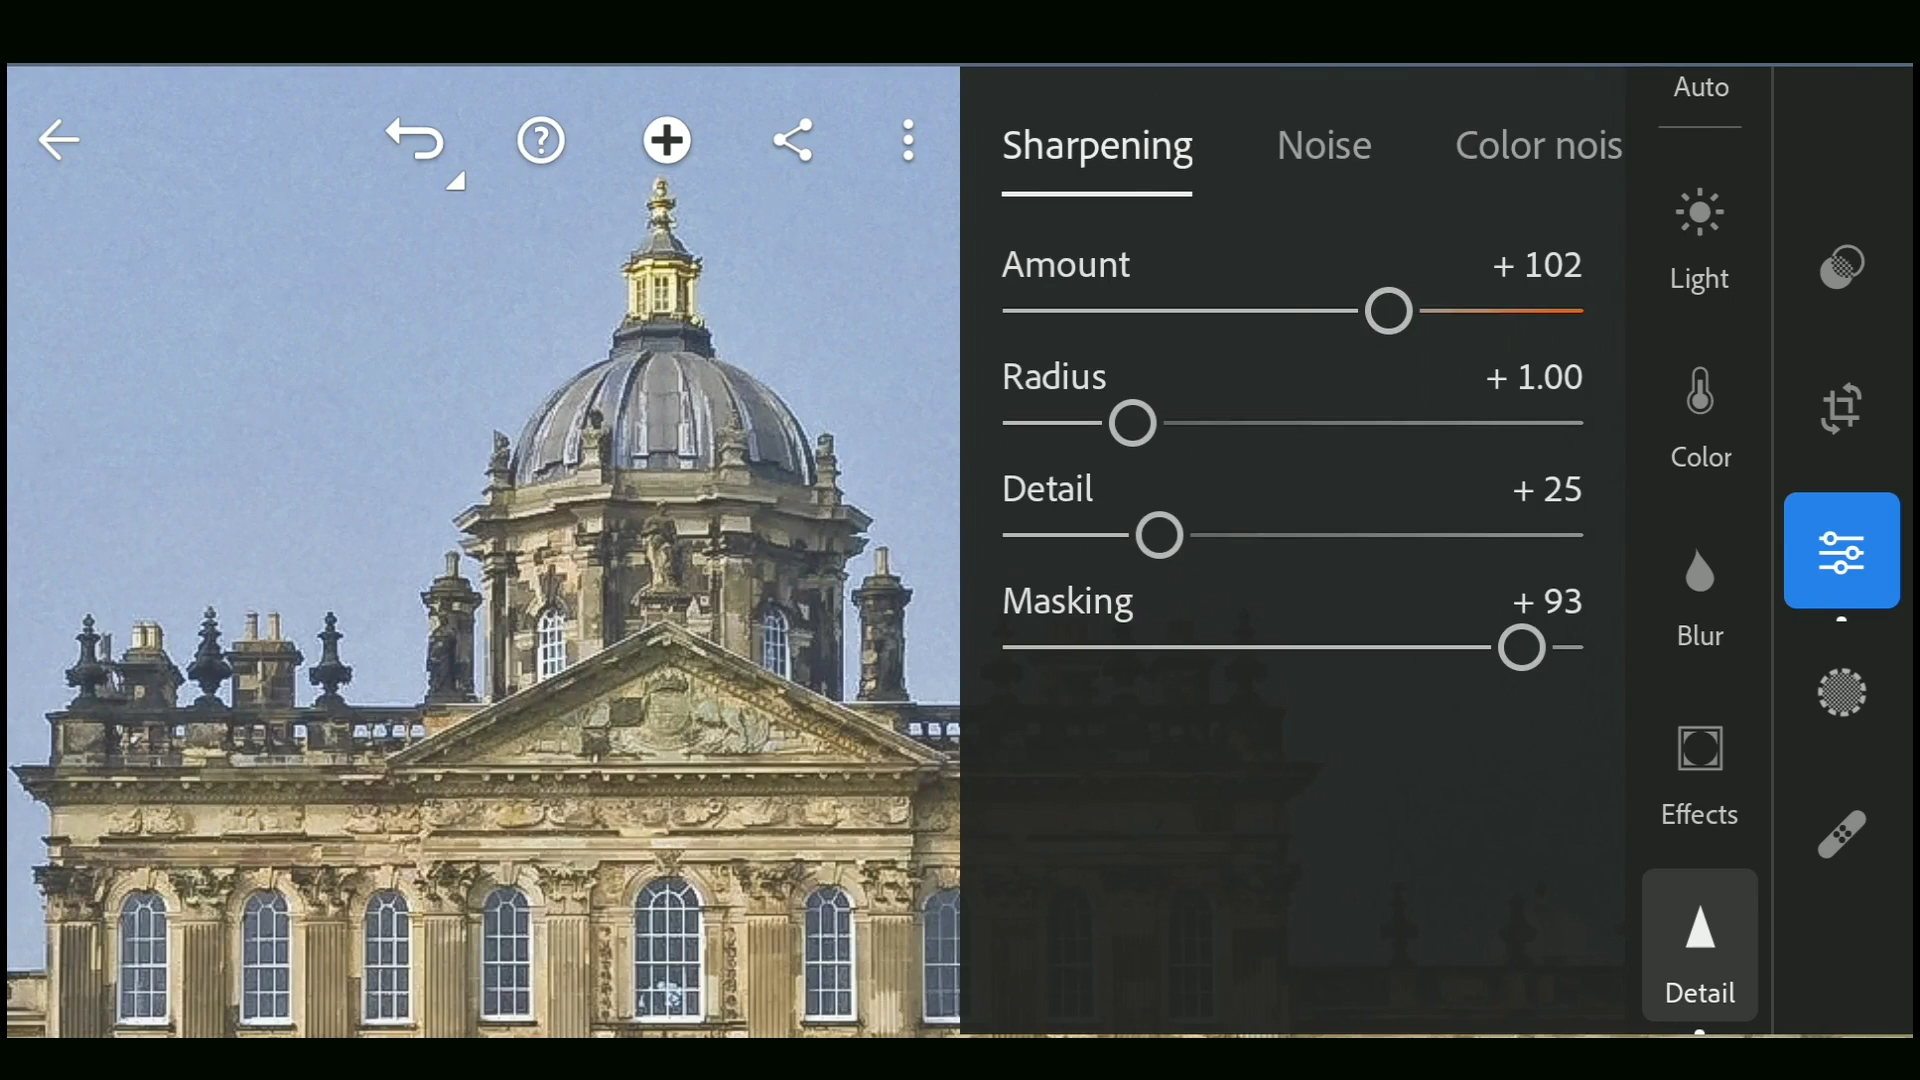 Auto
Sharpening Noise Color nois
Amount + 102
Light
Radius + 1.00
Color
Detail + 25
Masking + 93
Blur
Effects
Detail